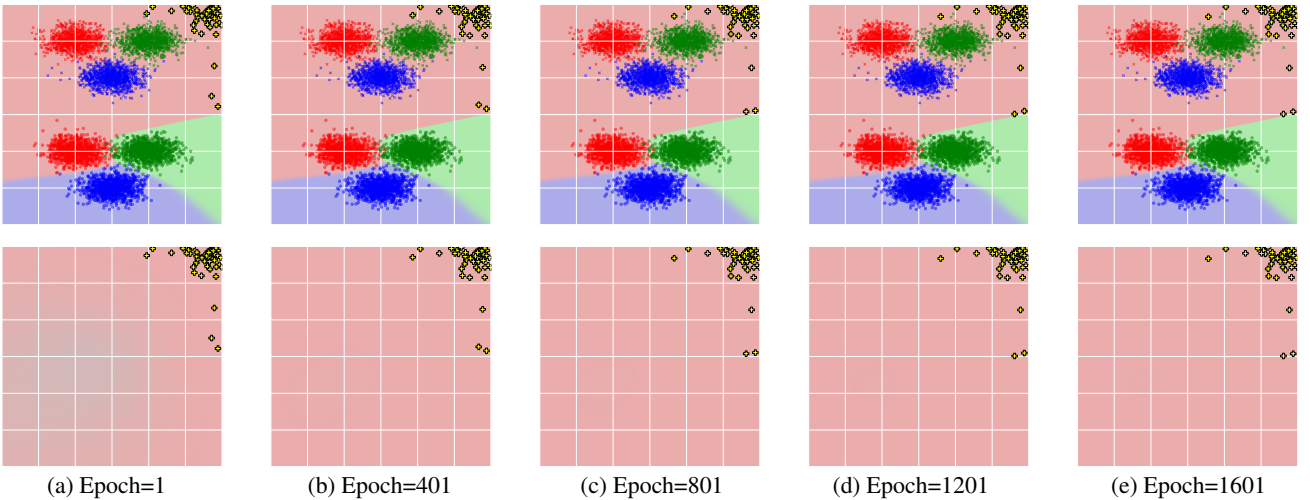 (a) Epoch=1
(b) Epoch=401
(c) Epoch=801
(d) Epoch=1201
(e) Epoch=1601